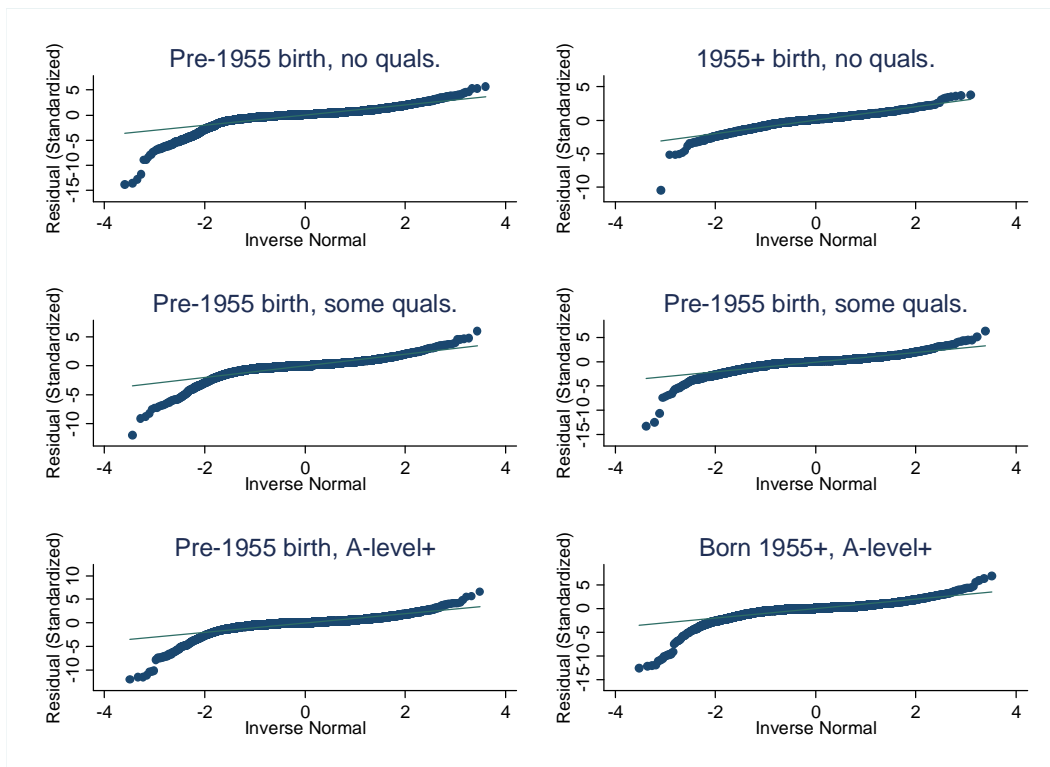 Pre-1955 birth, no quals.
Residual (Standardized)
5
0
-5
-10
-15
-4 -2 0 2 4
Inverse Normal
1955+ birth, no quals.
Residual (Standardized)
5
0
-5
-10
-4 -2 0 2 4
Inverse Normal
Pre-1955 birth, some quals.
Residual (Standardized)
5
0
-5
-10
-4 -2 0 2 4
Inverse Normal
Pre-1955 birth, some quals.
Residual (Standardized)
5
0
-5
-10
-15
-4 -2 0 2 4
Inverse Normal
Pre-1955 birth, A-level+
Residual (Standardized)
10
5
0
-5
-10
-4 -2 0 2 4
Inverse Normal
Born 1955+, A-level+
Residual (Standardized)
5
0
-5
-10
-15
-4 -2 0 2 4
Inverse Normal